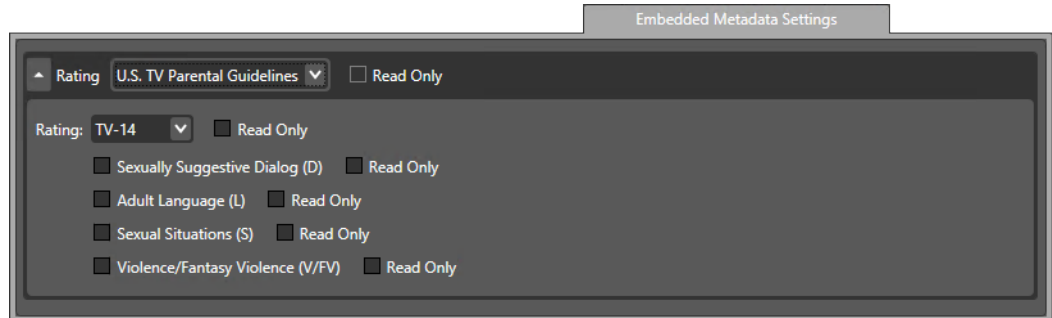 Embedded Metadata Settings
Rating U.S. TV Parental Guidelines Read Only
Rating: TV-14 Read Only
Sexually Suggestive Dialog (D) Read Only
Adult Language (L) Read Only
Sexual Situations (S) Read Only
Violence/Fantasy Violence (V/FV) Read Only